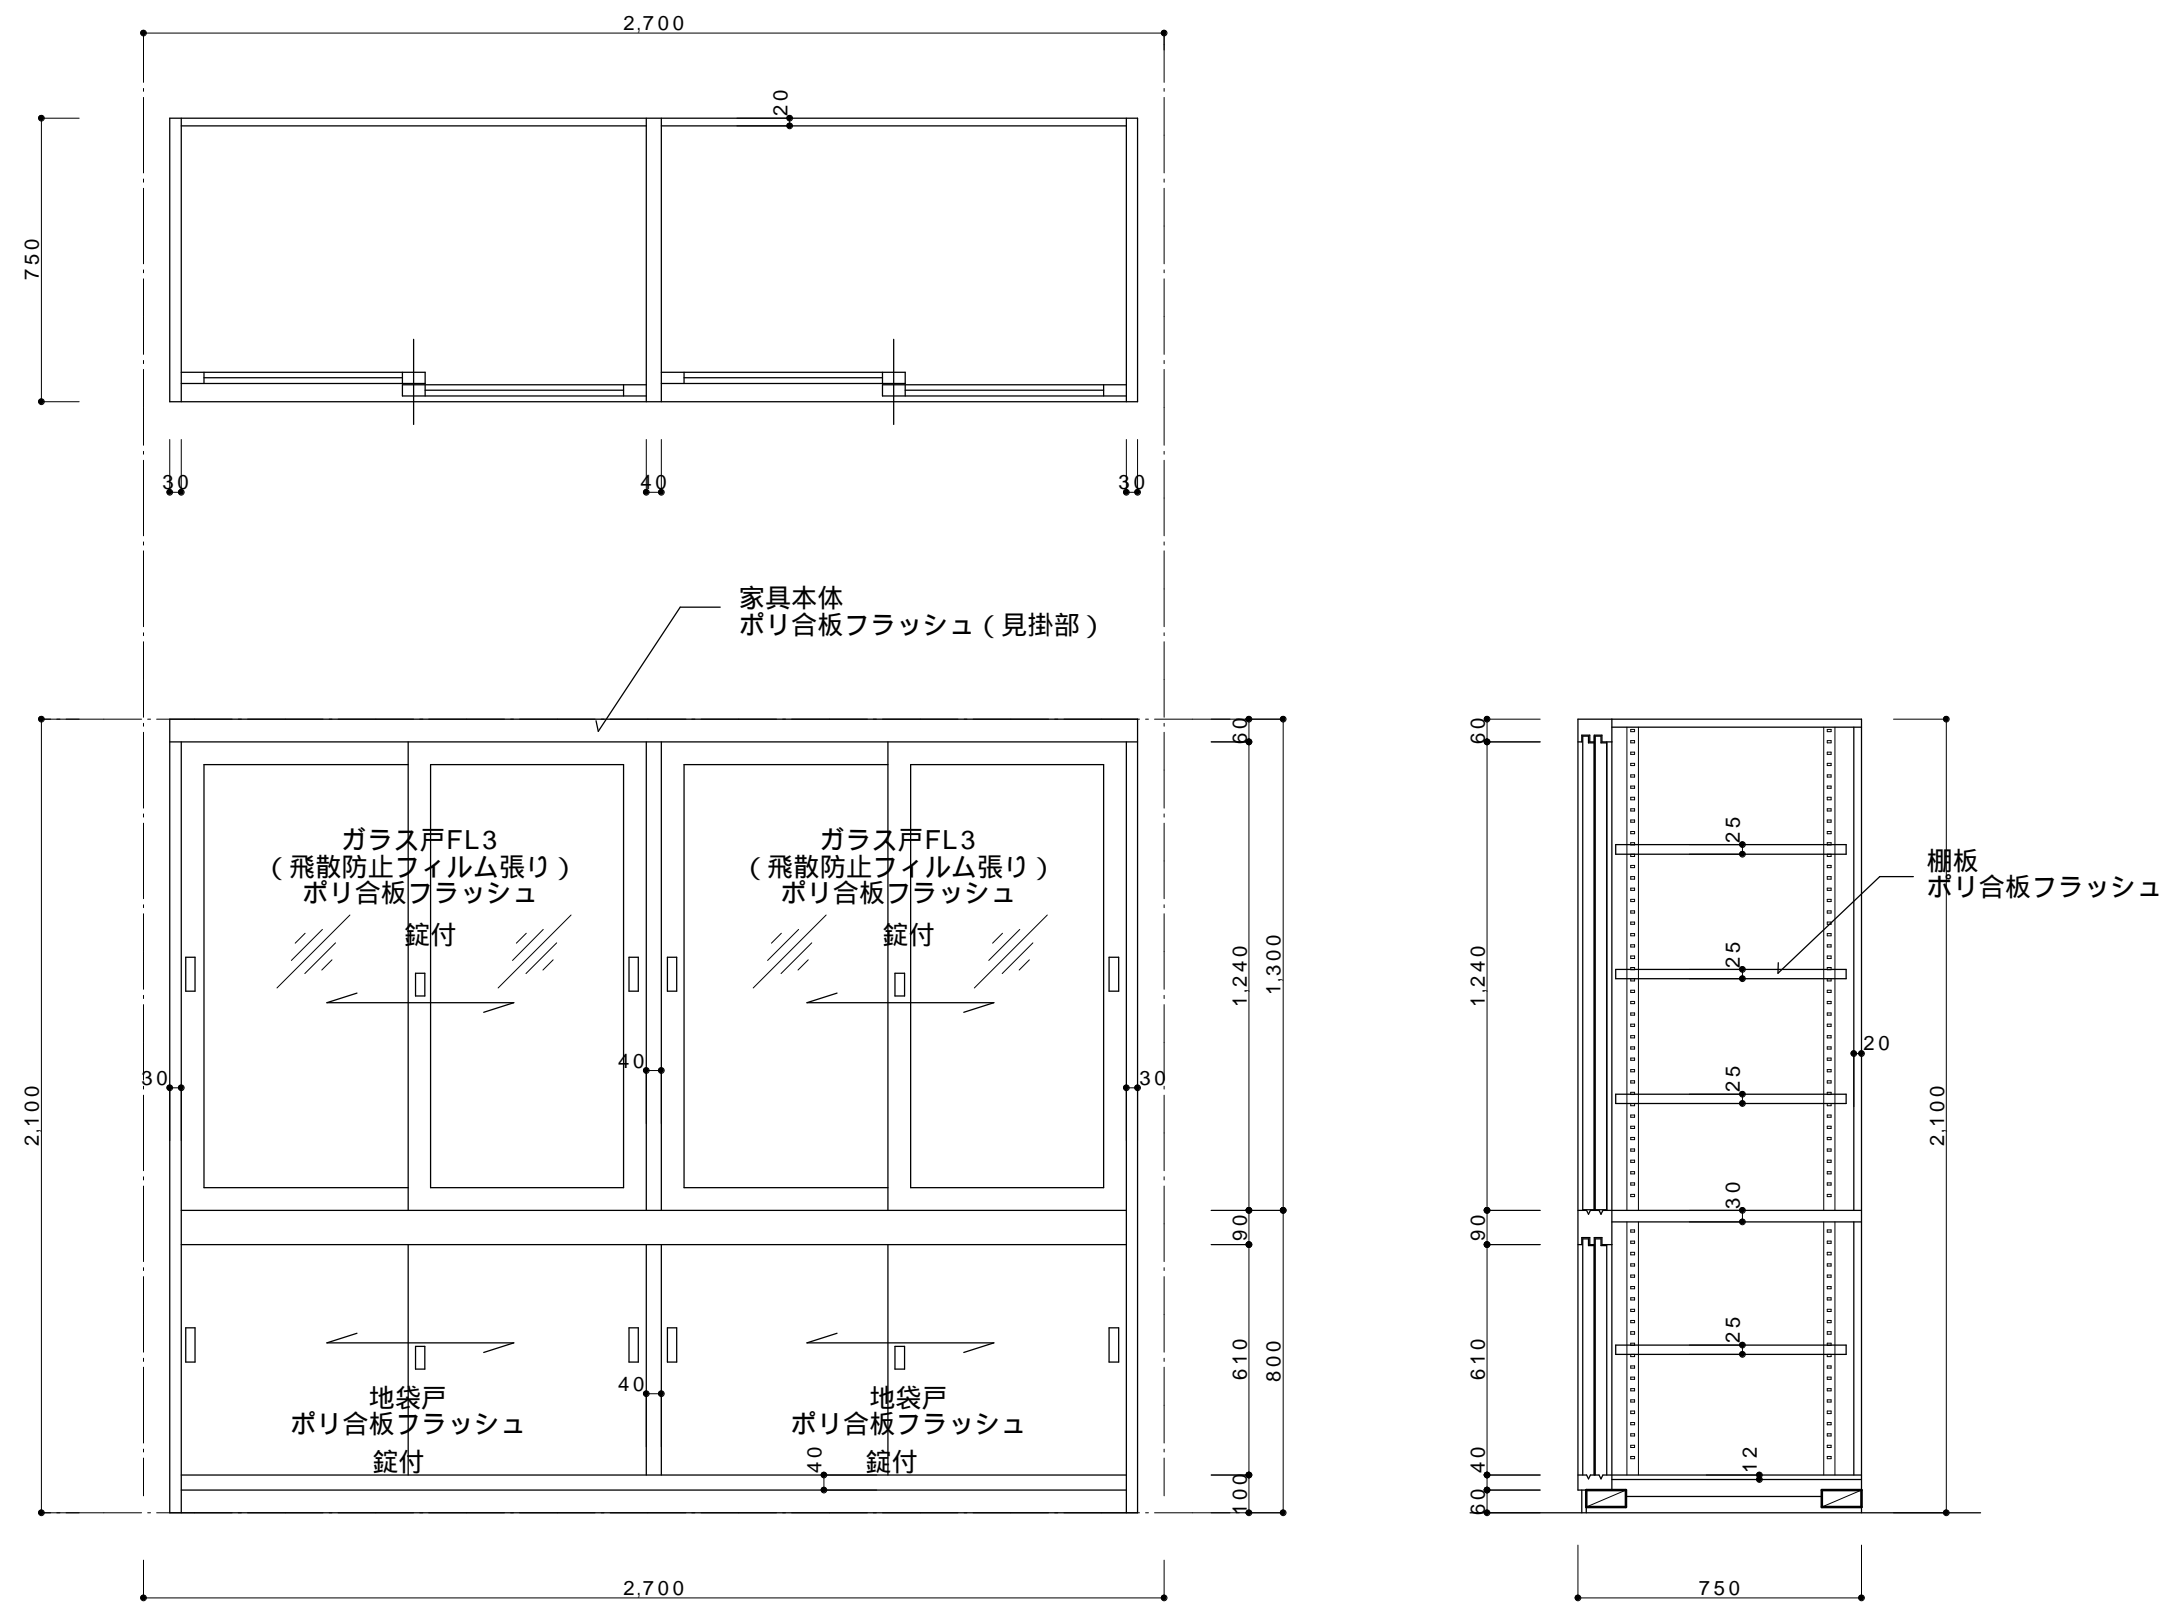 2,700
20
750
30
40
30
家具本体
ポリ合板フラッシュ（見掛部）
60
60
ガラス戸FL3
（飛散防止フィルム張り）
ポリ合板フラッシュ
錠付
ガラス戸FL3
（飛散防止フィルム張り）
ポリ合板フラッシュ
錠付
25
棚板
ポリ合板フラッシュ
1,240
1,300
1,240
25
20
40
30
30
25
2,100
2,100
90
90
30
610
800
610
25
40
地袋戸
ポリ合板フラッシュ
錠付
地袋戸
ポリ合板フラッシュ
錠付
40
40
12
100
60
2,700
750